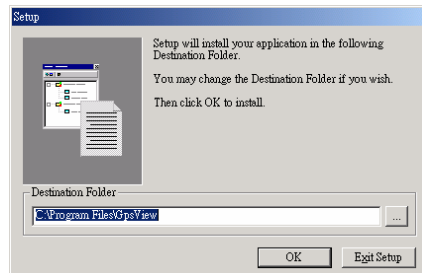 Setup
Setup will install your application in the following
Destination Folder.
You may change the Destination Folder if you wish.
Then click OK to install.
Destination Folder
C:\Program Files\GpsView
...
OK
Exit Setup